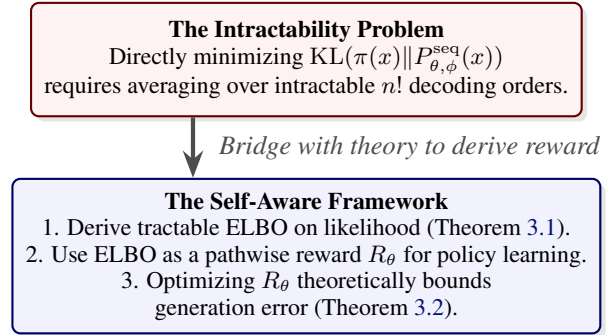 The Intractability Problem
Directly minimizing KL(π(x)∥P^{seq}_{θ,ϕ}(x))
requires averaging over intractable n! decoding orders.
Bridge with theory to derive reward
The Self-Aware Framework
1. Derive tractable ELBO on likelihood (Theorem 3.1).
2. Use ELBO as a pathwise reward R_θ for policy learning.
3. Optimizing R_θ theoretically bounds
generation error (Theorem 3.2).